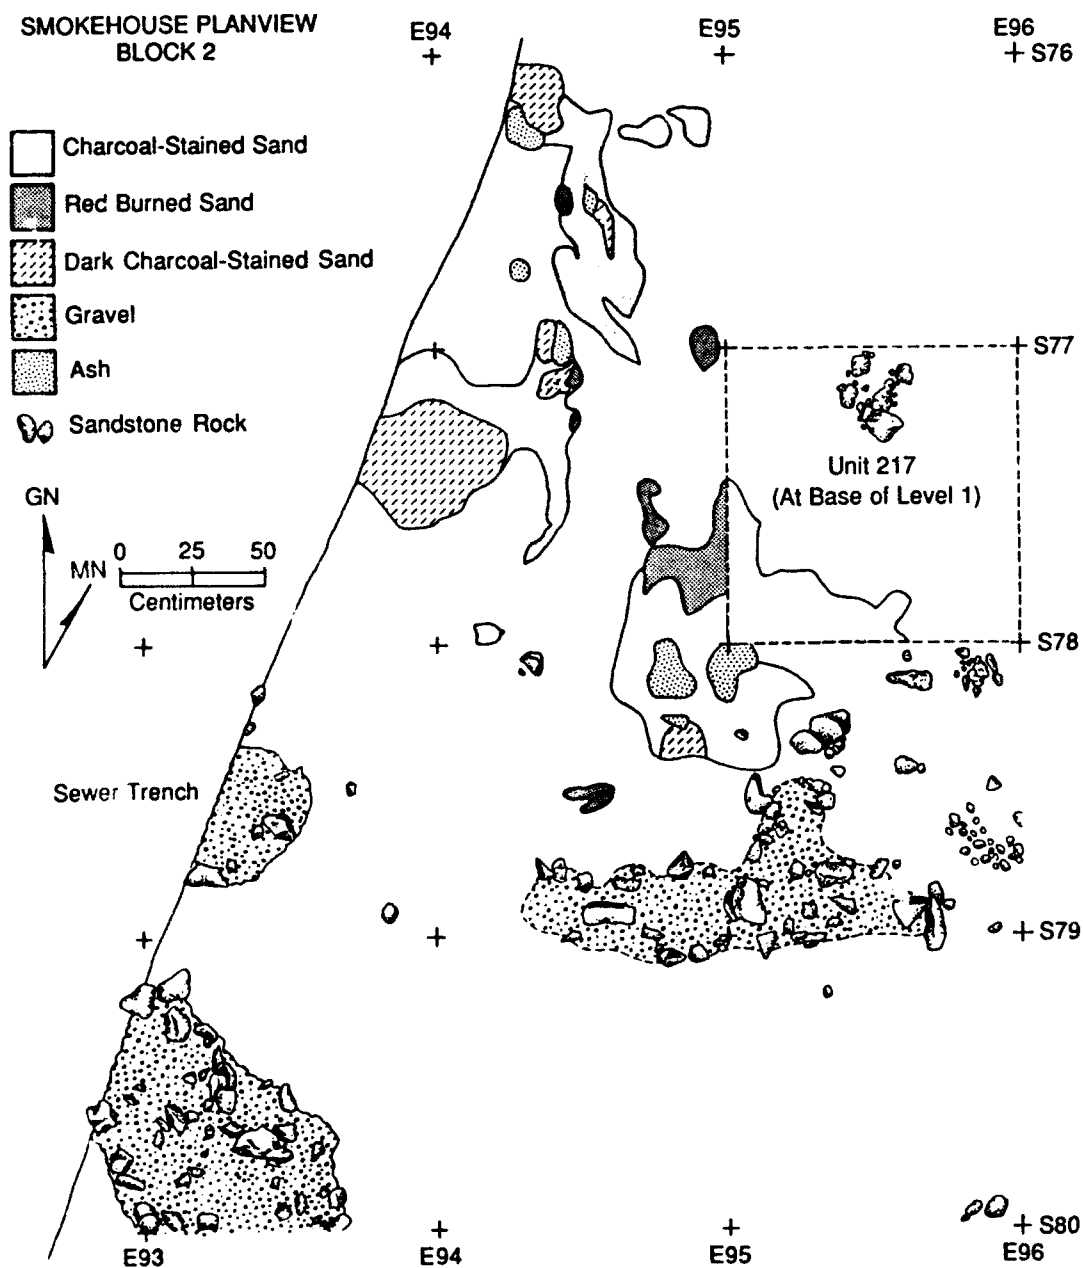 SMOKEHOUSE PLANVIEW
BLOCK 2
E94
E95
E96
S76
Charcoal-Stained Sand
Red Burned Sand
Dark Charcoal-Stained Sand
Gravel
Ash
Sandstone Rock
S77
Unit 217
(At Base of Level 1)
GN
MN
0 25 50
Centimeters
S78
Sewer Trench
S79
S80
E93
E94
E95
E96